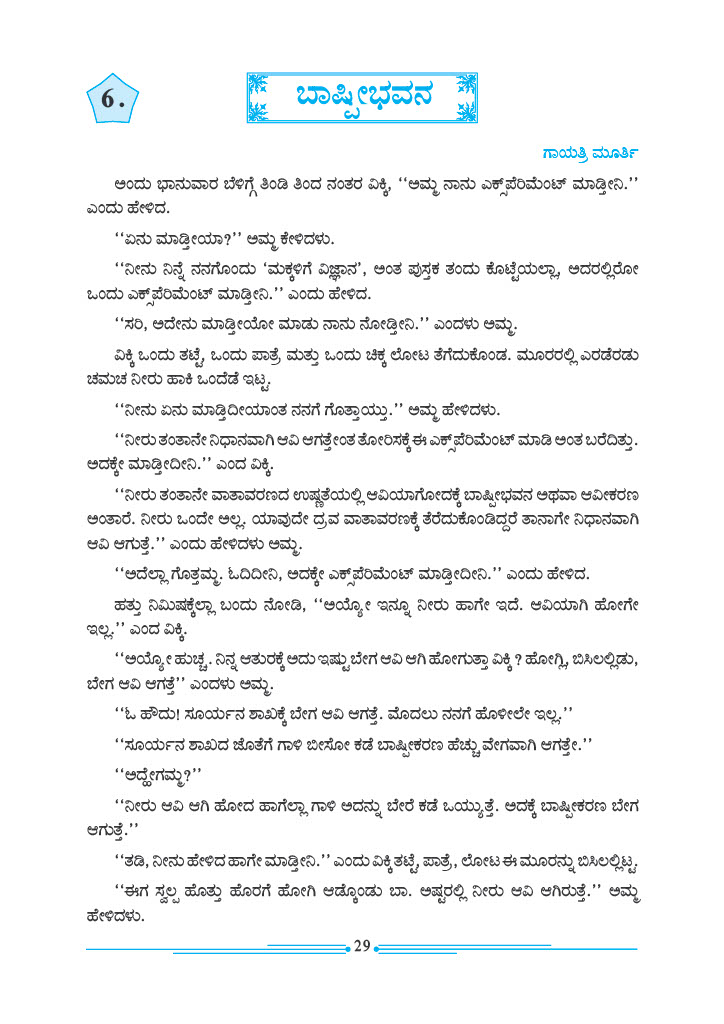 6.
ಬಾಷ್ಪೀಭವನ
ಗಾಯತ್ರಿ ಮೂರ್ತಿ
ಅಂದು ಭಾನುವಾರ ಬೆಳಿಗ್ಗೆ ತಿಂಡಿ ತಿಂದ ನಂತರ ವಿಕ್ಕಿ, ‘‘ಅಮ್ಮ ನಾನು ಎಕ್ಸ್‌ಪೆರಿಮೆಂಟ್ ಮಾಡ್ತೀನಿ.’’
ಎಂದು ಹೇಳಿದ.
‘‘ಏನು ಮಾಡ್ತೀಯಾ?’’ ಅಮ್ಮ ಕೇಳಿದಳು.
‘‘ನೀನು ನಿನ್ನೆ ನನಗೊಂದು ‘ಮಕ್ಕಳಿಗೆ ವಿಜ್ಞಾನ’, ಅಂತ ಪುಸ್ತಕ ತಂದು ಕೊಟ್ಟೆಯಲ್ಲಾ, ಅದರಲ್ಲಿರೋ
ಒಂದು ಎಕ್ಸ್‌ಪೆರಿಮೆಂಟ್ ಮಾಡ್ತೀನಿ.’’ ಎಂದು ಹೇಳಿದ.
‘‘ಸರಿ, ಅದೇನು ಮಾಡ್ತೀಯೋ ಮಾಡು ನಾನು ನೋಡ್ತೀನಿ.’’ ಎಂದಳು ಅಮ್ಮ.
ವಿಕ್ಕಿ ಒಂದು ತಟ್ಟೆ, ಒಂದು ಪಾತ್ರೆ ಮತ್ತು ಒಂದು ಚಿಕ್ಕ ಲೋಟ ತೆಗೆದುಕೊಂಡ. ಮೂರರಲ್ಲಿ ಎರಡೆರಡು
ಚಮಚ ನೀರು ಹಾಕಿ ಒಂದೆಡೆ ಇಟ್ಟ.
‘‘ನೀನು ಏನು ಮಾಡ್ತಿದೀಯಾಂತ ನನಗೆ ಗೊತ್ತಾಯ್ತು.’’ ಅಮ್ಮ ಹೇಳಿದಳು.
‘‘ನೀರು ತಂತಾನೇ ನಿಧಾನವಾಗಿ ಆವಿ ಆಗತ್ತೇಂತ ತೋರಿಸಕ್ಕೆ ಈ ಎಕ್ಸ್‌ಪೆರಿಮೆಂಟ್ ಮಾಡಿ ಅಂತ ಬರೆದಿತ್ತು.
ಅದಕ್ಕೇ ಮಾಡ್ತೀದೀನಿ.’’ ಎಂದ ವಿಕ್ಕಿ.
‘‘ನೀರು ತಂತಾನೇ ವಾತಾವರಣದ ಉಷ್ಣತೆಯಲ್ಲಿ ಆವಿಯಾಗೋದಕ್ಕೆ ಬಾಷ್ಪೀಭವನ ಅಥವಾ ಆವೀಕರಣ
ಅಂತಾರೆ. ನೀರು ಒಂದೇ ಅಲ್ಲ. ಯಾವುದೇ ದ್ರವ ವಾತಾವರಣಕ್ಕೆ ತೆರೆದುಕೊಂಡಿದ್ದರೆ ತಾನಾಗೇ ನಿಧಾನವಾಗಿ
ಆವಿ ಆಗುತ್ತೆ.’’ ಎಂದು ಹೇಳಿದಳು ಅಮ್ಮ.
‘‘ಅದೆಲ್ಲಾ ಗೊತ್ತಮ್ಮ. ಓದಿದೀನಿ, ಅದಕ್ಕೇ ಎಕ್ಸ್‌ಪೆರಿಮೆಂಟ್ ಮಾಡ್ತೀದೀನಿ.’’ ಎಂದು ಹೇಳಿದ.
ಹತ್ತು ನಿಮಿಷಕ್ಕೆಲ್ಲಾ ಬಂದು ನೋಡಿ, ‘‘ಅಯ್ಯೋ ಇನ್ನೂ ನೀರು ಹಾಗೇ ಇದೆ. ಆವಿಯಾಗಿ ಹೋಗೇ
ಇಲ್ಲ.’’ ಎಂದ ವಿಕ್ಕಿ.
‘‘ಅಯ್ಯೋ ಹುಚ್ಚ. ನಿನ್ನ ಆತುರಕ್ಕೆ ಅದು ಇಷ್ಟು ಬೇಗ ಆವಿ ಆಗಿ ಹೋಗುತ್ತಾ ವಿಕ್ಕಿ? ಹೋಗ್ಲಿ, ಬಿಸಿಲಲ್ಲಿಡು,
ಬೇಗ ಆವಿ ಆಗತ್ತೆ’’ ಎಂದಳು ಅಮ್ಮ.
‘‘ಓ ಹೌದು! ಸೂರ್ಯನ ಶಾಖಕ್ಕೆ ಬೇಗ ಆವಿ ಆಗತ್ತೆ. ಮೊದಲು ನನಗೆ ಹೊಳೀಲೇ ಇಲ್ಲ.’’
‘‘ಸೂರ್ಯನ ಶಾಖದ ಜೊತೆಗೆ ಗಾಳಿ ಬೀಸೋ ಕಡೆ ಬಾಷ್ಪೀಕರಣ ಹೆಚ್ಚು ವೇಗವಾಗಿ ಆಗತ್ತೇ.’’
‘‘ಅದ್ಹೇಗಮ್ಮ?’’
‘‘ನೀರು ಆವಿ ಆಗಿ ಹೋದ ಹಾಗೆಲ್ಲಾ ಗಾಳಿ ಅದನ್ನು ಬೇರೆ ಕಡೆ ಒಯ್ಯುತ್ತೆ. ಅದಕ್ಕೆ ಬಾಷ್ಪೀಕರಣ ಬೇಗ
ಆಗುತ್ತೆ.’’
‘‘ತಡಿ, ನೀನು ಹೇಳಿದ ಹಾಗೇ ಮಾಡ್ತೀನಿ.’’ ಎಂದು ವಿಕ್ಕಿ ತಟ್ಟೆ, ಪಾತ್ರೆ, ಲೋಟ ಈ ಮೂರನ್ನು ಬಿಸಿಲಲ್ಲಿಟ್ಟ.
‘‘ಈಗ ಸ್ವಲ್ಪ ಹೊತ್ತು ಹೊರಗೆ ಹೋಗಿ ಆಡ್ಕೊಂಡು ಬಾ. ಅಷ್ಟರಲ್ಲಿ ನೀರು ಆವಿ ಆಗಿರುತ್ತೆ.’’ ಅಮ್ಮ
ಹೇಳಿದಳು.
29